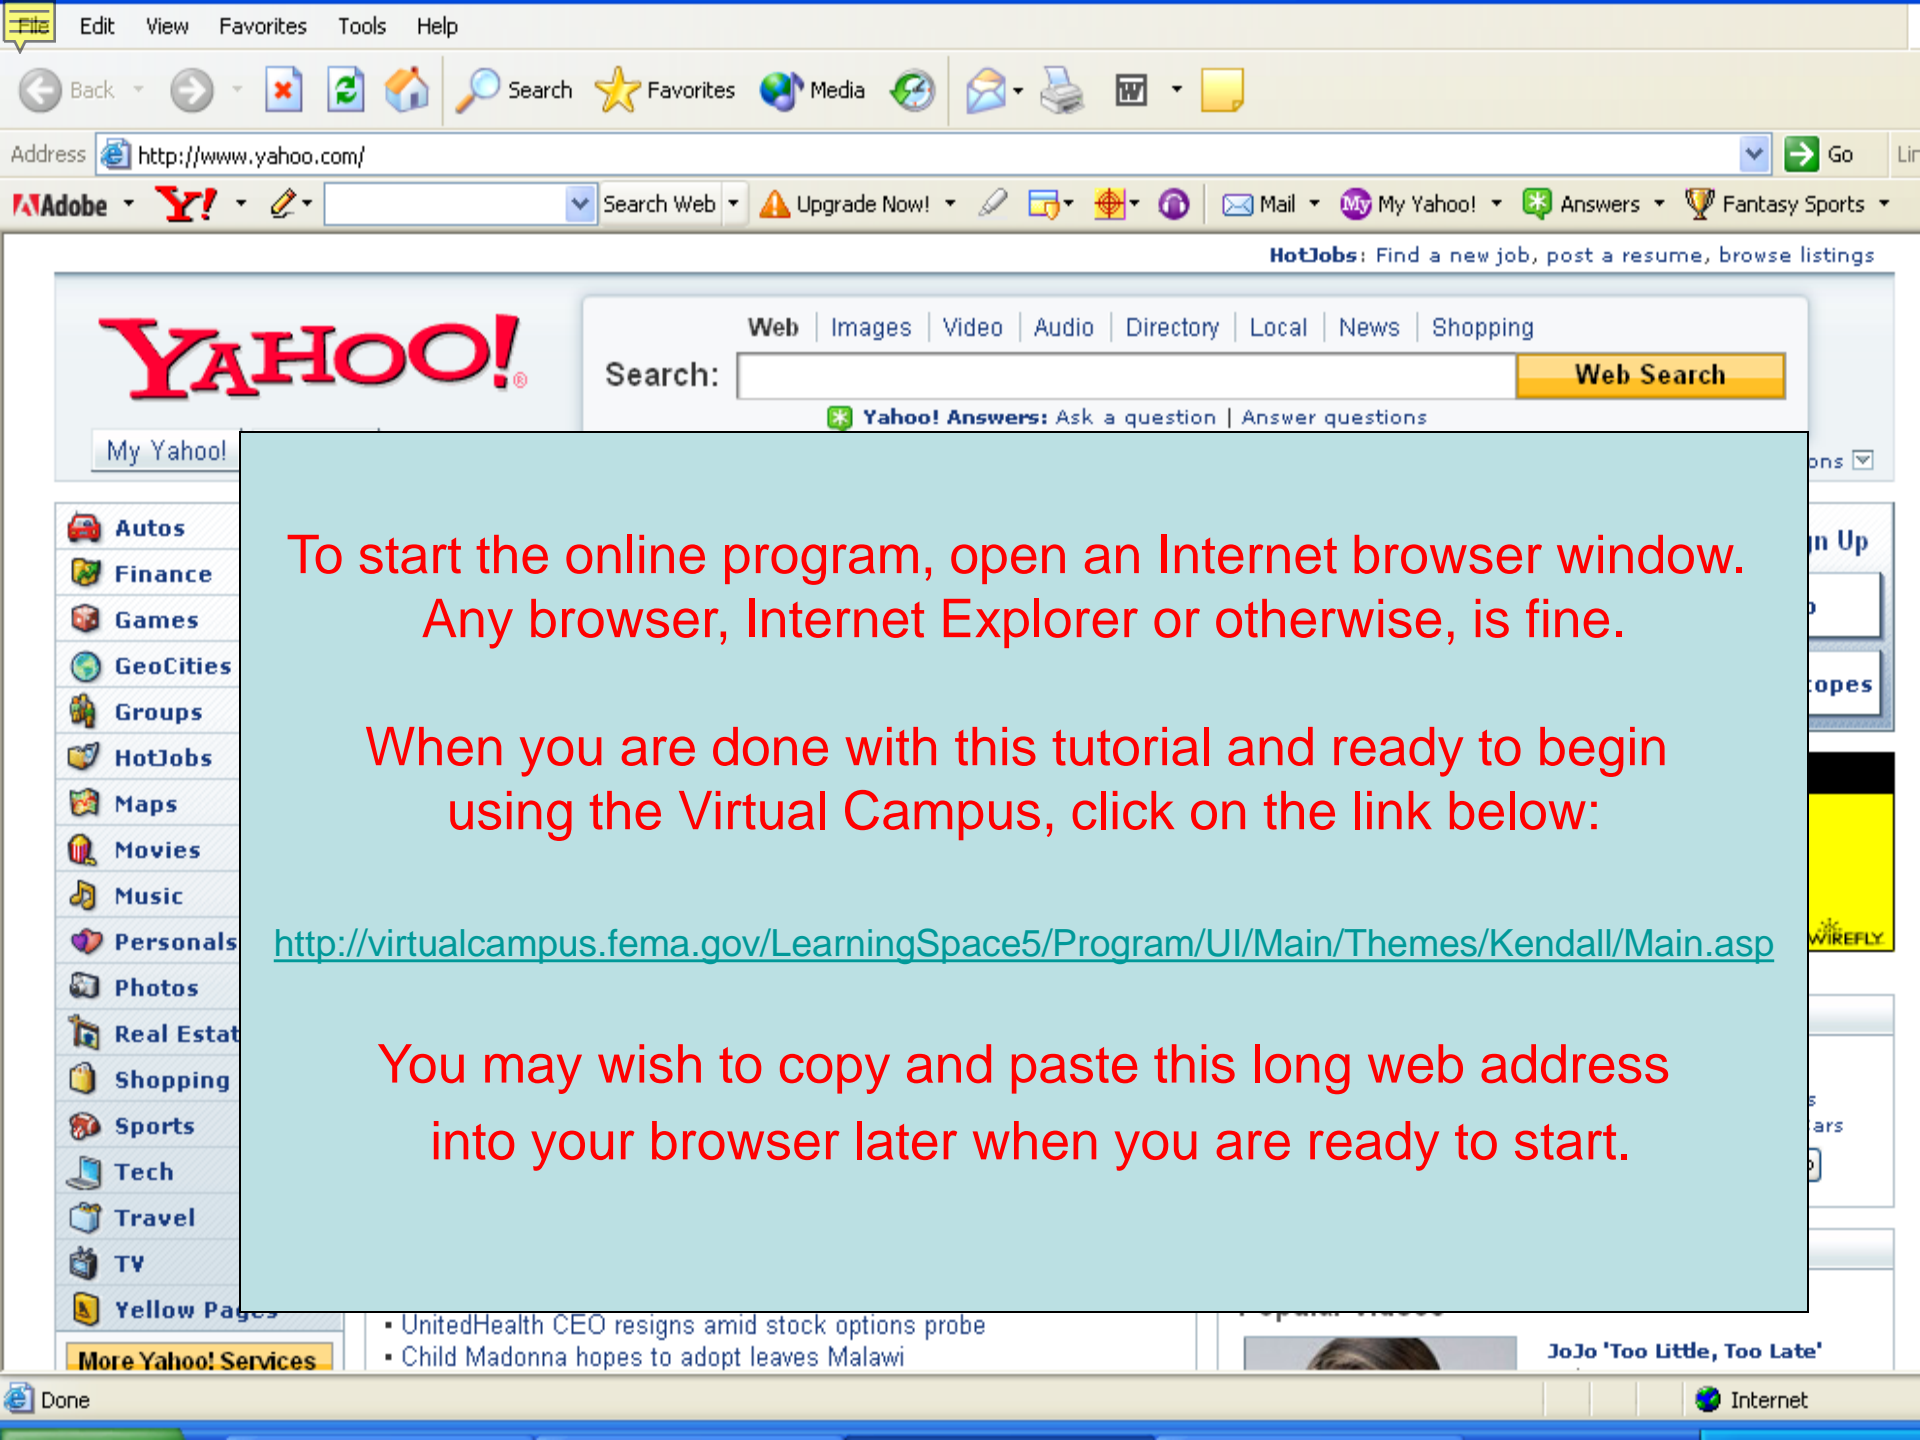 File Edit View Favorites Tools Help
Back Search Favorites Media
Address http://www.yahoo.com/ Go
Adobe Y! Search Web Upgrade Now! Mail My My Yahoo! Answers Fantasy Sports
HotJobs: Find a new job, post a resume, browse listings
YAHOO!®
Web | Images | Video | Audio | Directory | Local | News | Shopping
Search: Web Search
Yahoo! Answers: Ask a question | Answer questions
My Yahoo!
Autos
Finance
Games
GeoCities
Groups
HotJobs
Maps
Movies
Music
Personals
Photos
Real Estat
Shopping
Sports
Tech
Travel
TV
Yellow Pages
More Yahoo! Services
To start the online program, open an Internet browser window.
Any browser, Internet Explorer or otherwise, is fine.
When you are done with this tutorial and ready to begin
using the Virtual Campus, click on the link below:
http://virtualcampus.fema.gov/LearningSpace5/Program/UI/Main/Themes/Kendall/Main.asp
You may wish to copy and paste this long web address
into your browser later when you are ready to start.
Up
WIREFLY
• UnitedHealth CEO resigns amid stock options probe
• Child Madonna hopes to adopt leaves Malawi
JoJo 'Too Little, Too Late'
Done Internet